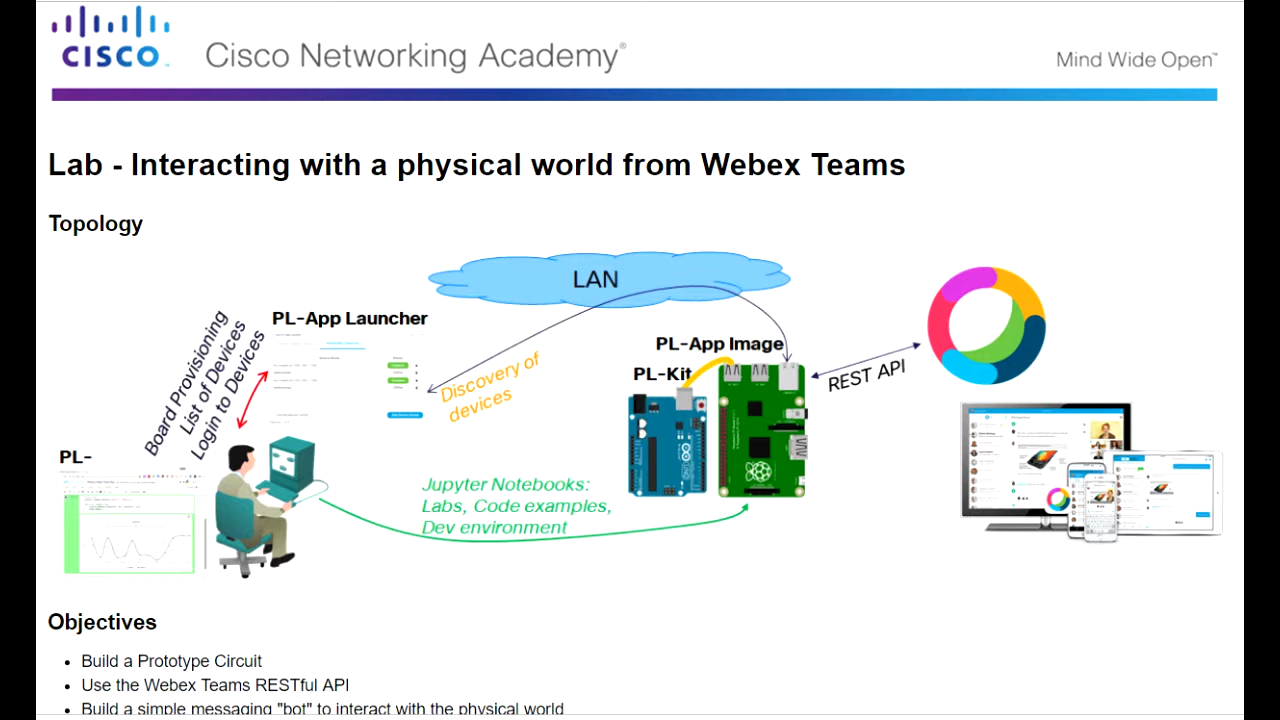 CISCO
Cisco Networking Academy®
Mind Wide Open™
Lab - Interacting with a physical world from Webex Teams
Topology
LAN
PL-App Launcher
Board Provisioning
List of Devices
Login to Devices
Discovery of
devices
PL-App Image
PL-Kit
REST API
PL-
Jupyter Notebooks:
Labs, Code examples,
Dev environment
Objectives
• Build a Prototype Circuit
• Use the Webex Teams RESTful API
• Build a simple messaging "bot" to interact with the physical world